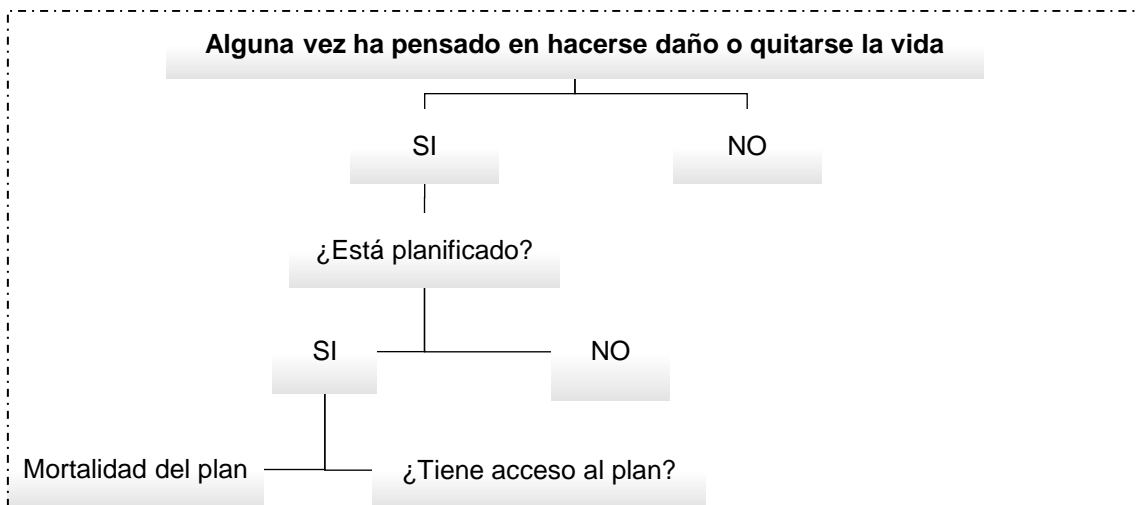 Alguna vez ha pensado en hacerse daño o quitarse la vida
SI
NO
¿Está planificado?
SI
NO
Mortalidad del plan
¿Tiene acceso al plan?